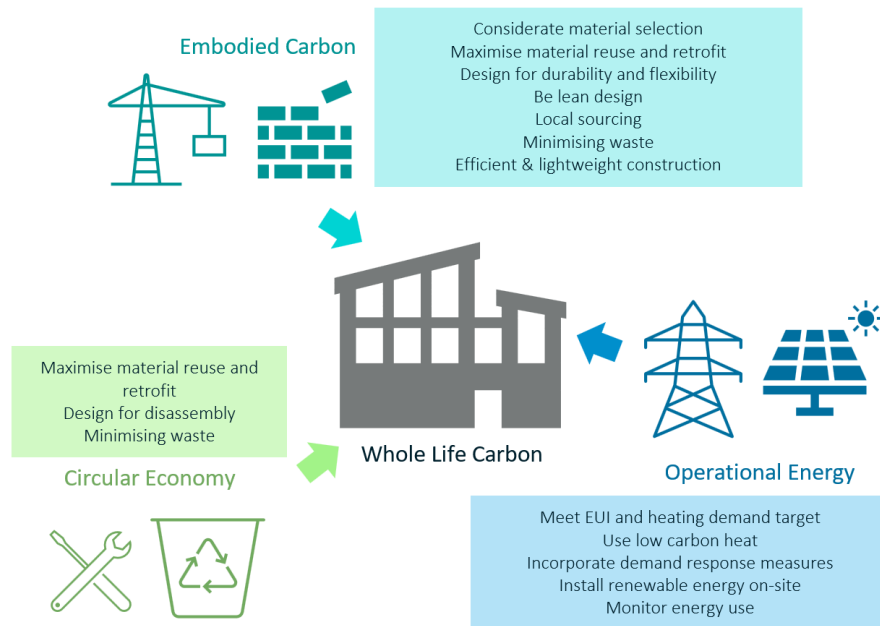 Embodied Carbon
Considerate material selection
Maximise material reuse and retrofit
Design for durability and flexibility
Be lean design
Local sourcing
Minimising waste
Efficient & lightweight construction
Maximise material reuse and
retrofit
Design for disassembly
Minimising waste
Circular Economy
Whole Life Carbon
Operational Energy
Meet EUI and heating demand target
Use low carbon heat
Incorporate demand response measures
Install renewable energy on-site
Monitor energy use